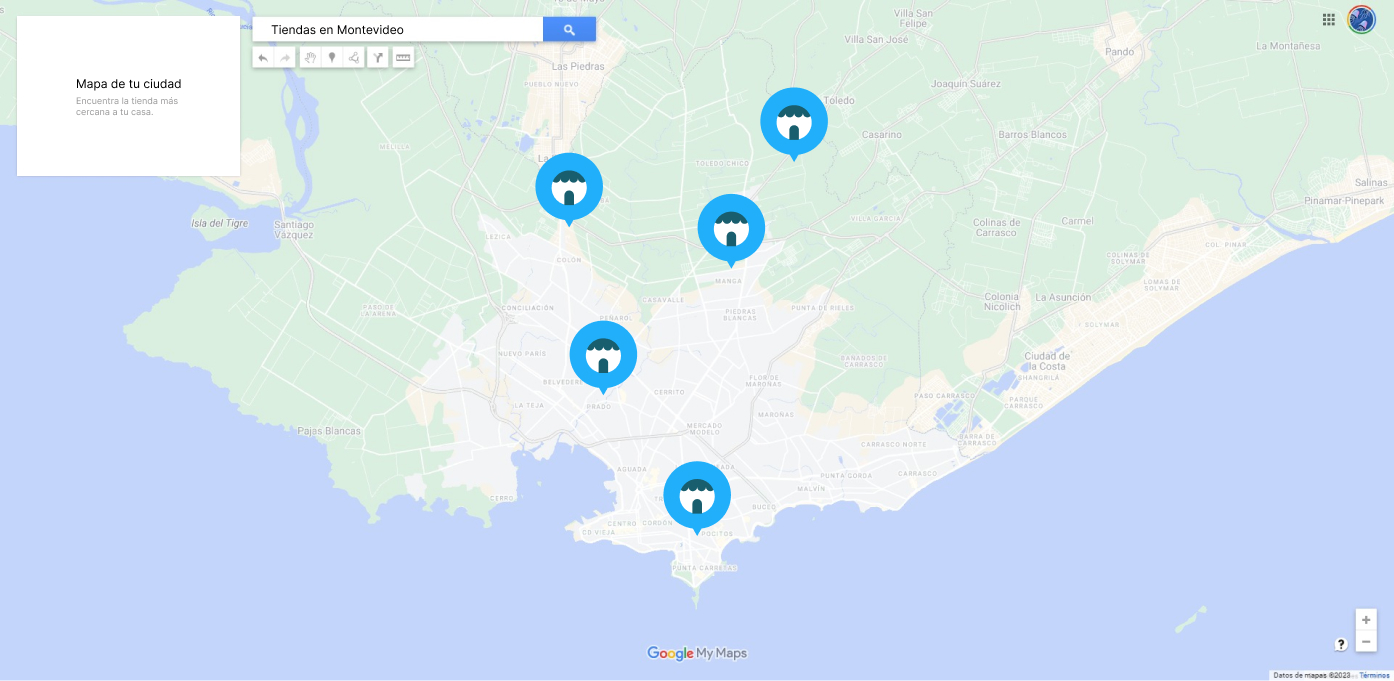 Tiendas en Montevideo
Mapa de tu ciudad
Encuentra la tienda más
cercana a tu casa.
Villa San
Felipe
Villa San José
Pando
La Montañesa
Las Piedras
PUEBLO NUEVO
Joaquín Suárez
Toledo
Casarino
Barros Blancos
MELILLA
TOLEDO CHICO
Salinas
Pinamar-Pinepark
Isla del Tigre
Santiago
Vázquez
LEZICA
VILLA GARCÍA
Colinas de
Carrasco
Carmel
COL. PINAR
COLÓN
COLINAS DE
SOLYMAR
MANGA
LOMAS DE
SOLYMAR
Colonia
Nicolich
La Asunción
CASAVALLE
CONCILIACIÓN
PIEDRAS
BLANCAS
PUNTA DE RIELES
PEÑAROL
SOLYMAR
NUEVO PARÍS
BAÑADOS DE
CARRASCO
Ciudad de
la Costa
SHANGRILÁ
BELVEDERE
FLOR DE
MAROÑAS
CERRITO
PASO CARRASCO
PARQUE
CARRASCO
LA TEJA
PRADO
MAROÑAS
MERCADO
MODELO
Pajas Blancas
BARRA DE
CARRASCO
CARRASCO NORTE
AGUADA
PUNTA GORDA
CARRASCO
MALVÍN
CERRO
BUCEO
CENTRO
CORDÓN
CD.VIEJA
POCITOS
PUNTA CARRETAS
Google My Maps
?
Datos de mapas ©2023
Términos